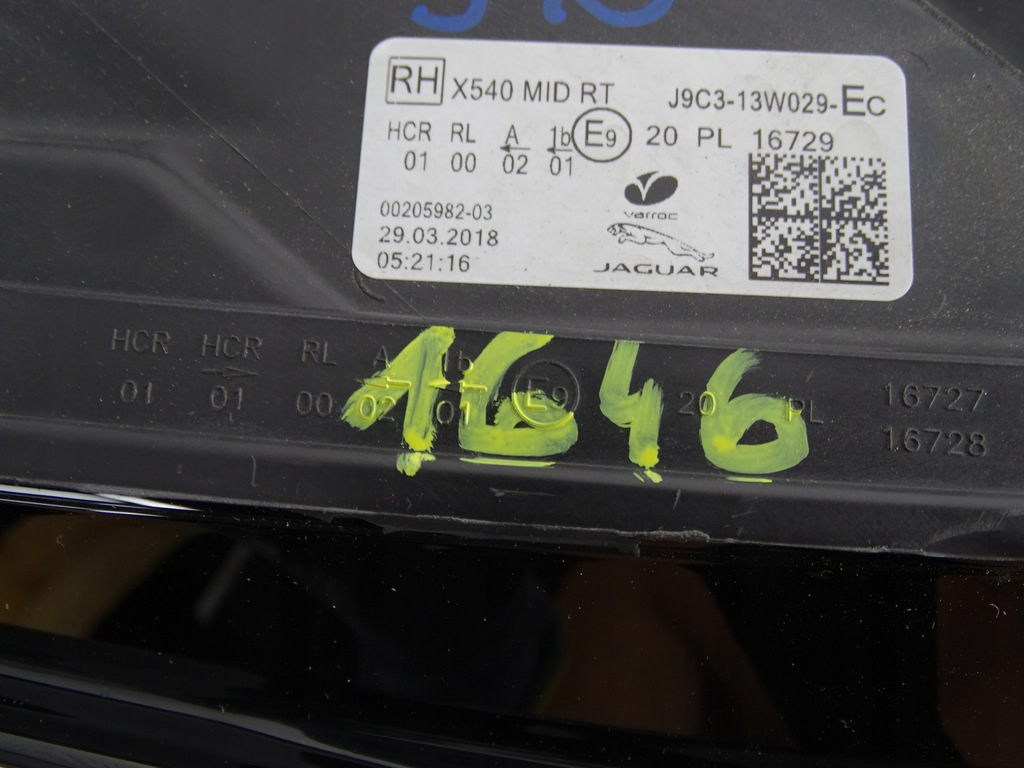 RH X540 MID RT J9C3-13W029-EC
HCR RL A 1b E9 20 PL 16729
01 00 02 01
00205982-03
29.03.2018
05:21:16
varroc
JAGUAR
HCR HCR RL A 1b E9 20 PL 16727
01 01 00 02 01 16728
1646